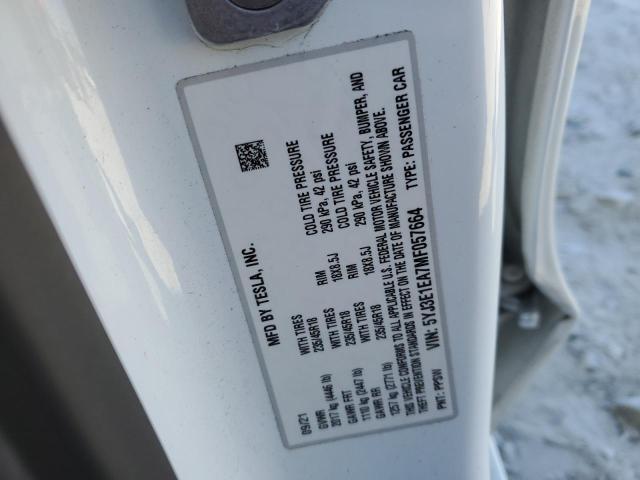 MFD BY TESLA, INC.
09/21
GVWR WITH TIRES RIM COLD TIRE PRESSURE
2017 kg (4446 lb) 235/45R18 18X8.5J 290 kPa, 42 psi
GAWR FRT WITH TIRES RIM COLD TIRE PRESSURE
1110 kg (2447 lb) 235/45R18 18X8.5J 290 kPa, 42 psi
GAWR RR
1257 kg (2771 lb)
THIS VEHICLE CONFORMS TO ALL APPLICABLE U.S. FEDERAL MOTOR VEHICLE SAFETY, BUMPER, AND
THEFT PREVENTION STANDARDS IN EFFECT ON THE DATE OF MANUFACTURE SHOWN ABOVE.
VIN: 5YJ3E1EA7MF057664
PNT: PPSW TYPE: PASSENGER CAR